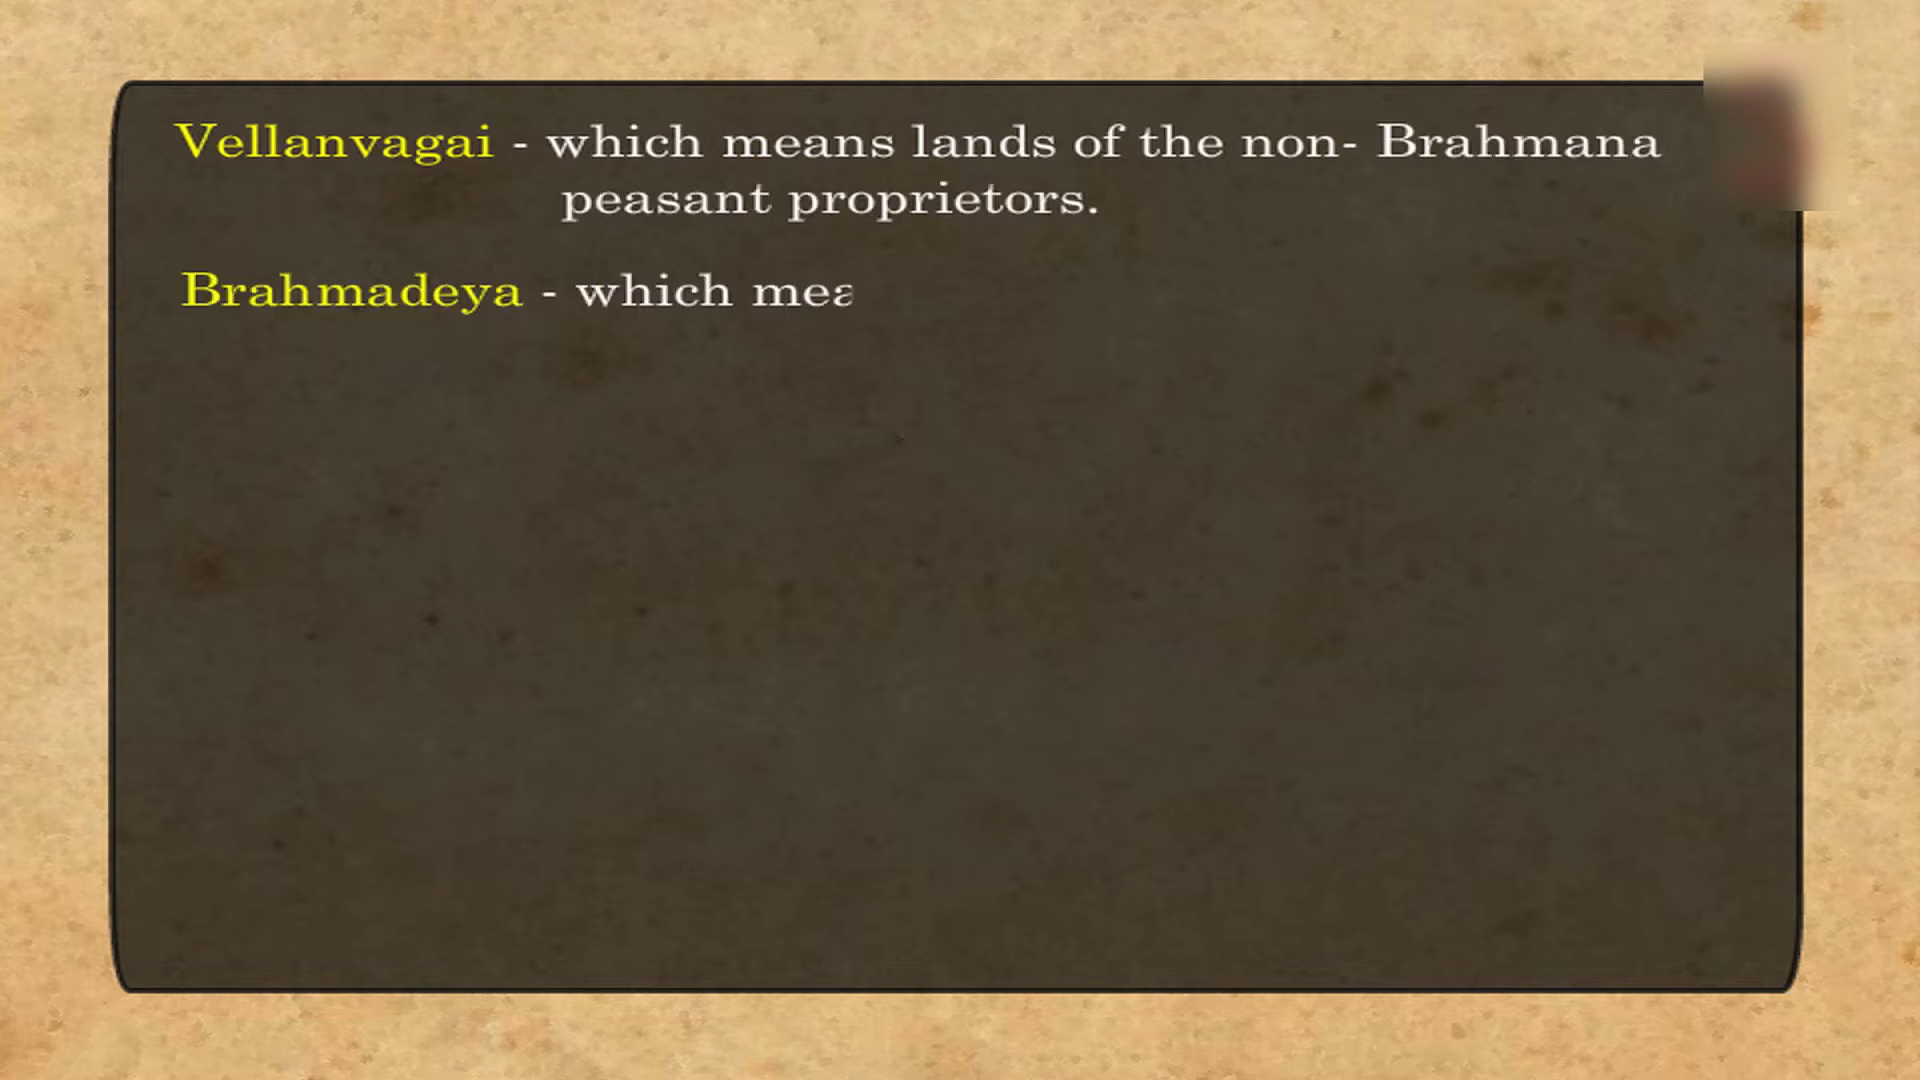 Vellanvagai - which means lands of the non- Brahmana
peasant proprietors.
Brahmadeya - which